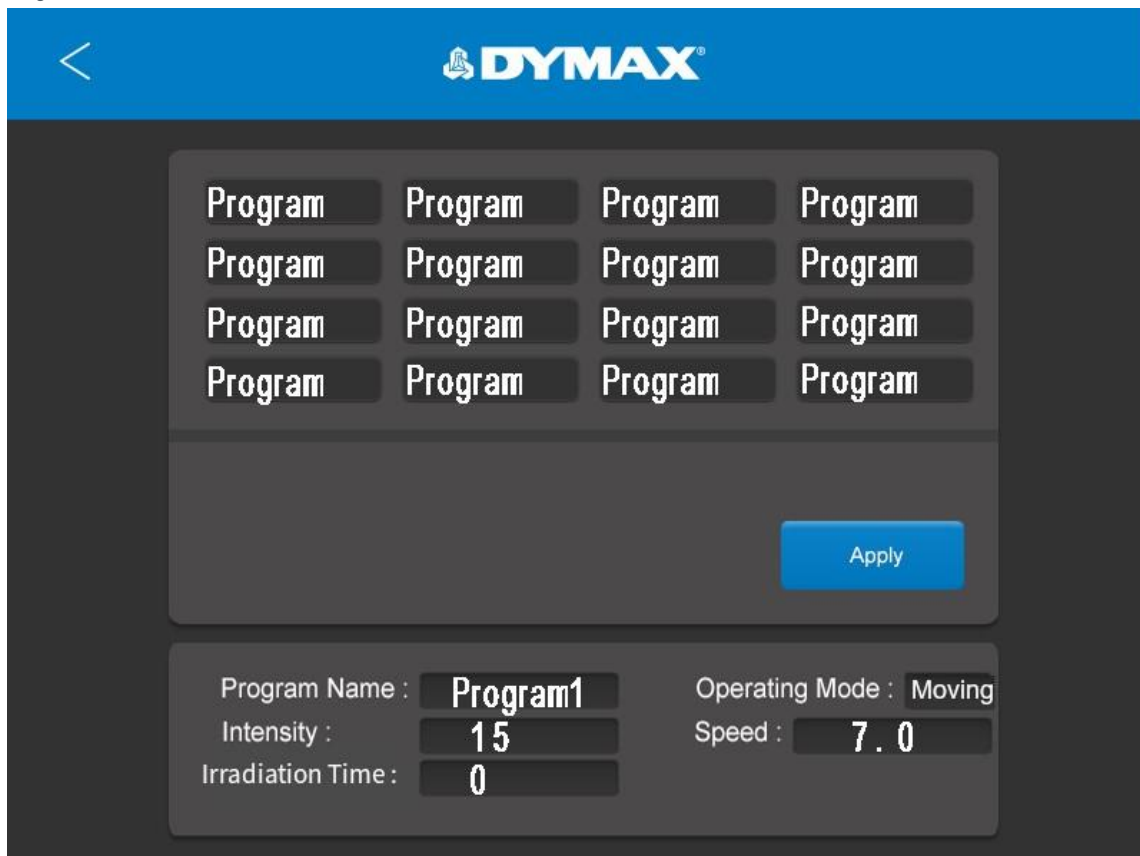 <
DYMAX®
Program Program Program Program
Program Program Program Program
Program Program Program Program
Program Program Program Program
Apply
Program Name : Program1 Operating Mode : Moving
Intensity : 15 Speed : 7.0
Irradiation Time : 0